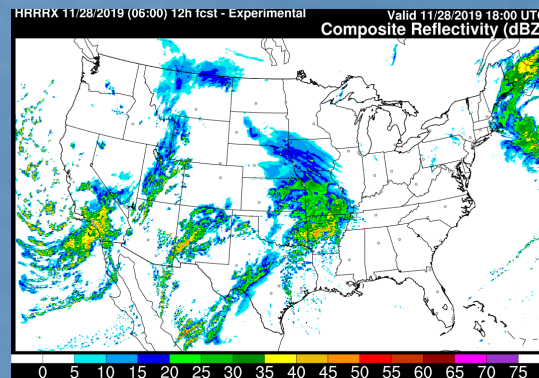 HRRRX 11/28/2019 (06:00) 12h fcst - Experimental
Valid 11/28/2019 18:00 UTC
Composite Reflectivity (dBZ)
0 5 10 15 20 25 30 35 40 45 50 55 60 65 70 75